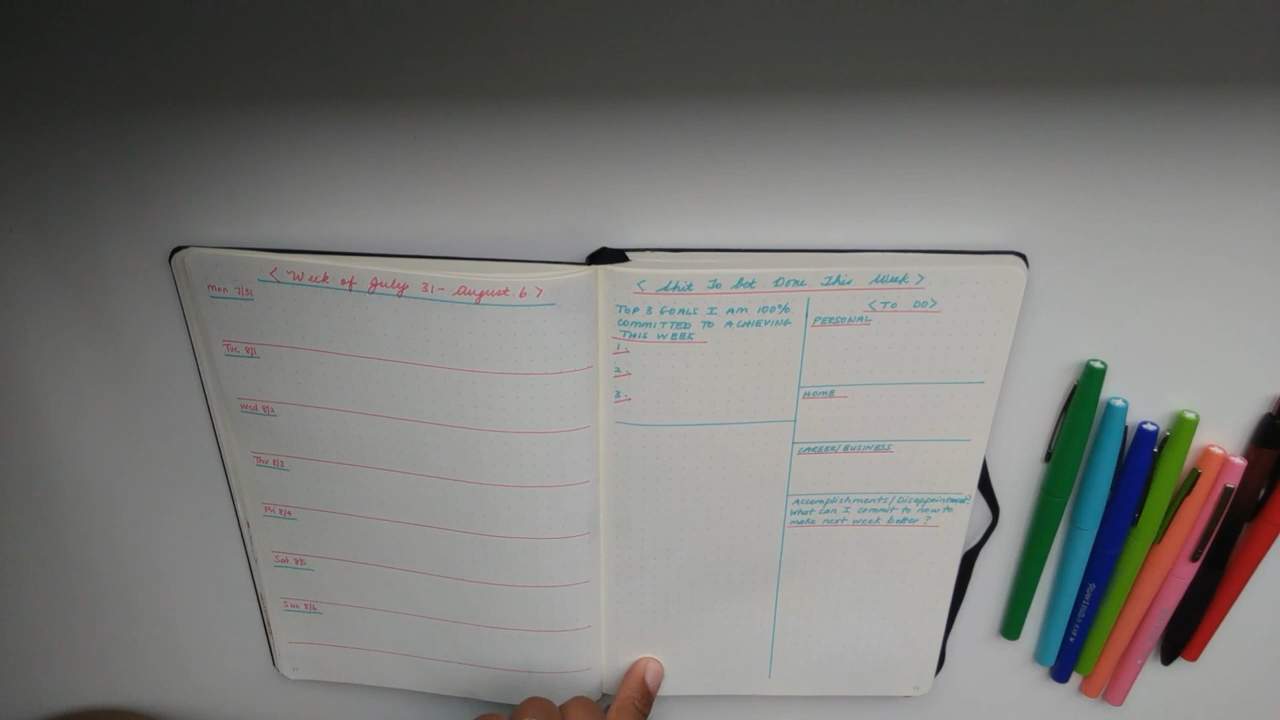 < Week of July 31- August 6 >
Mon 7/31
Tue 8/1
Wed 8/2
Thu 8/3
Fri 8/4
Sat 8/5
Sun 8/6
< Shit To Get Done This Week >
TOP 3 GOALS I AM 100%
COMMITTED TO ACHIEVING
THIS WEEK
1.
2.
3.
<TO DO>
PERSONAL
HOME
CAREER/BUSINESS
Accomplishments/Disappointment?
What can I commit to now to
make next week better?